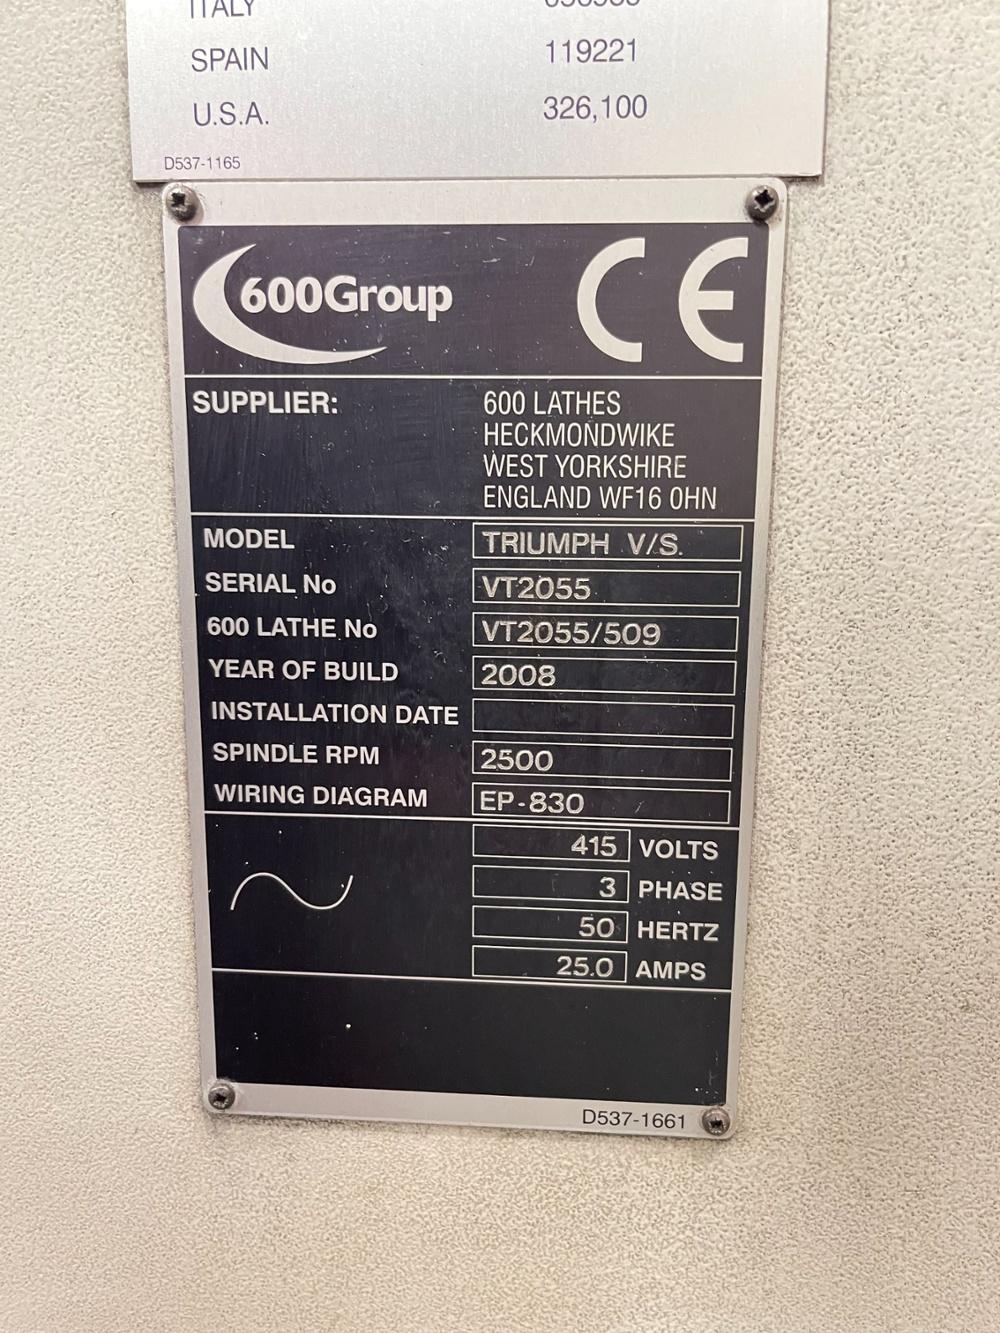 ITALY
SPAIN 119221
U.S.A. 326,100
D537-1165
600Group CE
SUPPLIER: 600 LATHES
HECKMONDWIKE
WEST YORKSHIRE
ENGLAND WF16 0HN
MODEL TRIUMPH V/S.
SERIAL No VT2055
600 LATHE No VT2055/509
YEAR OF BUILD 2008
INSTALLATION DATE
SPINDLE RPM 2500
WIRING DIAGRAM EP-830
415 VOLTS
3 PHASE
50 HERTZ
25.0 AMPS
D537-1661